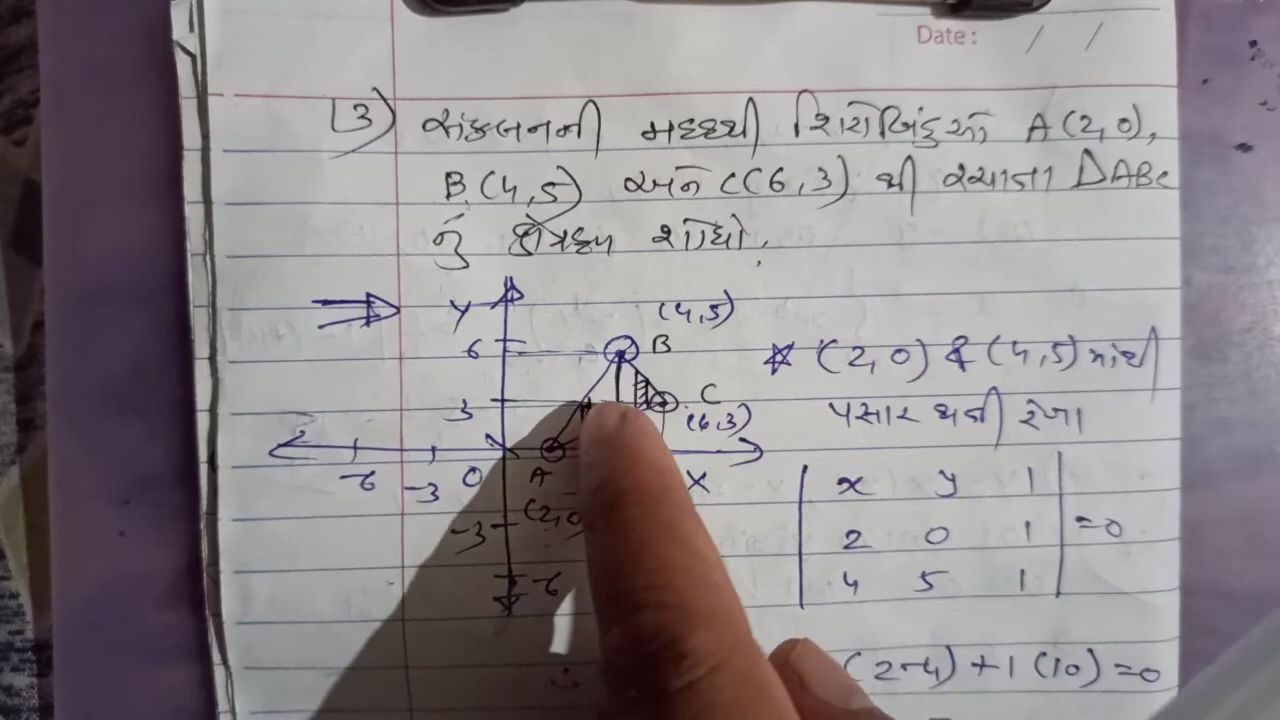 Date: / /
3) સંકલનની મદદથી શિરોબિંદુઓ A(2,0),
B(4,5) અને C(6,3) થી રચાતા ΔABC
નું ક્ષેત્રફળ શોધો.
Y (4,5)
6 B
* (2,0) & (4,5) માંથી
3 C
(6,3)
પસાર થતી રેખા
-6 -3 0 A X
(2,0
-3
-6
x y 1
2 0 1 =0
4 5 1
(2-4)+1(10)=0